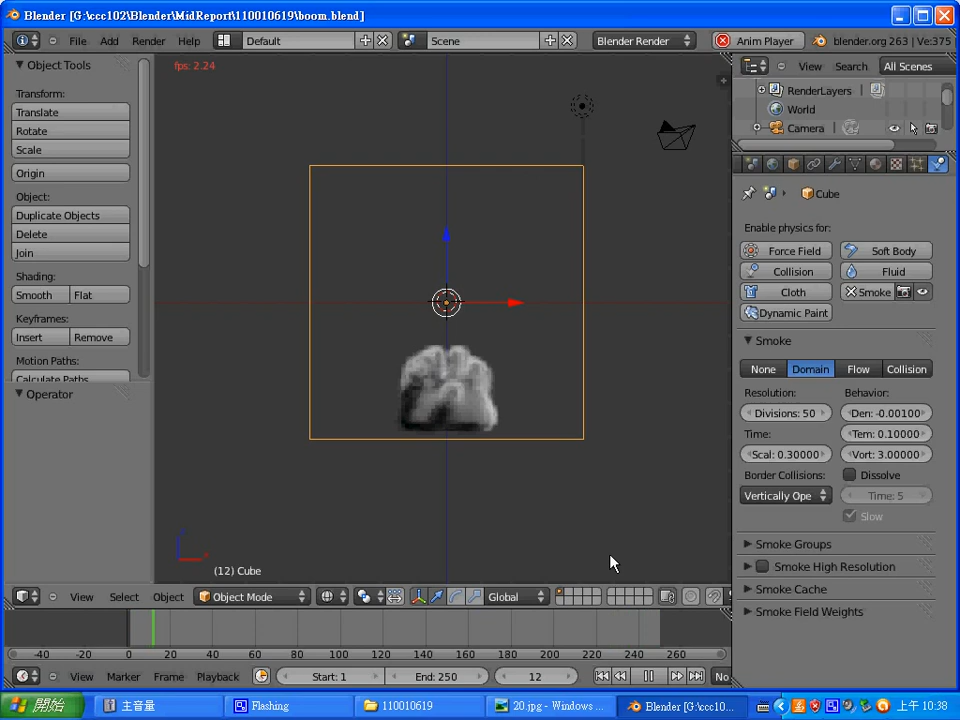 Blender [G:\ccc102\Blender\MidReport\110010619\boom.blend]
File Add Render Help Default Scene Blender Render Anim Player blender.org 263 | Ve:375
Object Tools
Transform:
Translate
Rotate
Scale
Origin
Object:
Duplicate Objects
Delete
Join
Shading:
Smooth Flat
Keyframes:
Insert Remove
Motion Paths:
Calculate Paths
Operator
fps: 2.24
(12) Cube
View Search All Scenes
RenderLayers
World
Camera
Cube
Enable physics for:
Force Field Soft Body
Collision Fluid
Cloth Smoke
Dynamic Paint
Smoke
None Domain Flow Collision
Resolution: Behavior:
Divisions: 50 Den: -0.00100
Time: Tem: 0.10000
Scal: 0.30000 Vort: 3.00000
Border Collisions: Dissolve
Vertically Ope Time: 5
Slow
Smoke Groups
Smoke High Resolution
Smoke Cache
Smoke Field Weights
View Select Object Object Mode Global
-40 -20 0 20 40 60 80 100 120 140 160 180 200 220 240 260
View Marker Frame Playback Start: 1 End: 250 12 No
開始 主音量 Flashing 110010619 20.jpg - Windows ... Blender [G:\ccc10... 上午 10:38